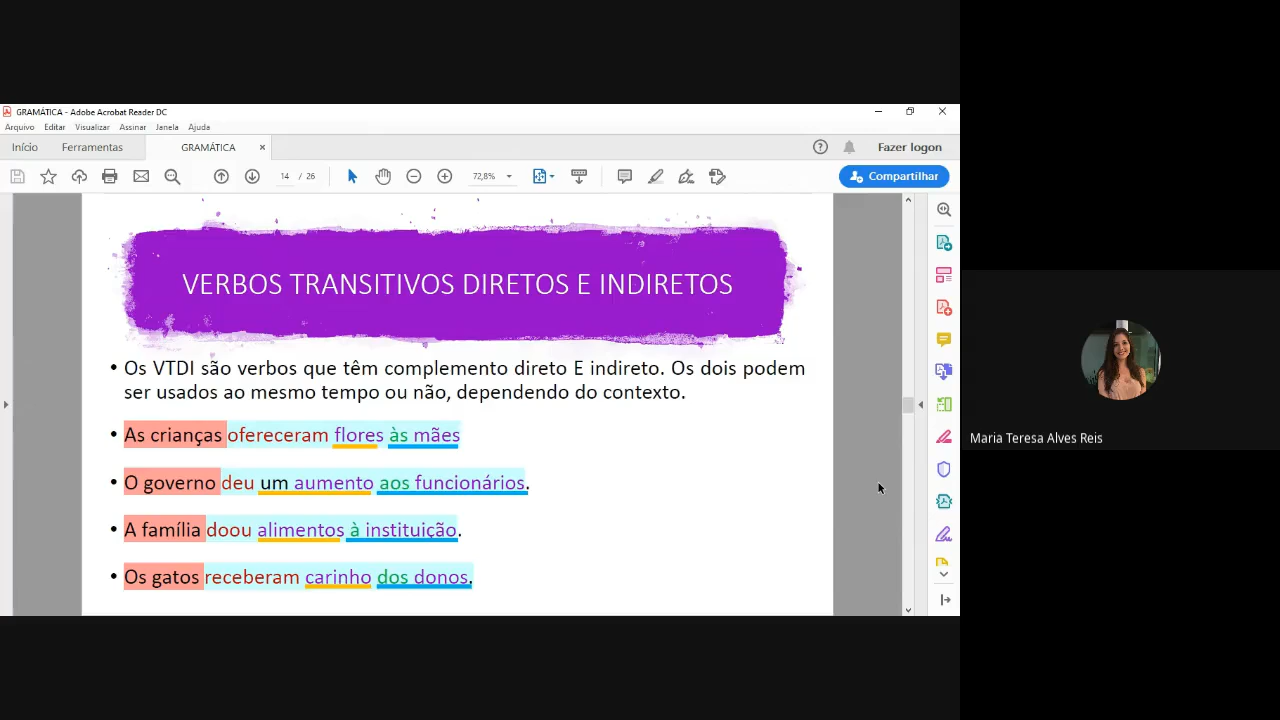 GRAMÁTICA - Adobe Acrobat Reader DC
Arquivo Editar Visualizar Assinar Janela Ajuda
Início Ferramentas GRAMÁTICA × Fazer logon
14 / 26 72,8% Compartilhar
VERBOS TRANSITIVOS DIRETOS E INDIRETOS
• Os VTDI são verbos que têm complemento direto E indireto. Os dois podem
ser usados ao mesmo tempo ou não, dependendo do contexto.
• As crianças ofereceram flores às mães
• O governo deu um aumento aos funcionários.
• A família doou alimentos à instituição.
• Os gatos receberam carinho dos donos.
Maria Teresa Alves Reis